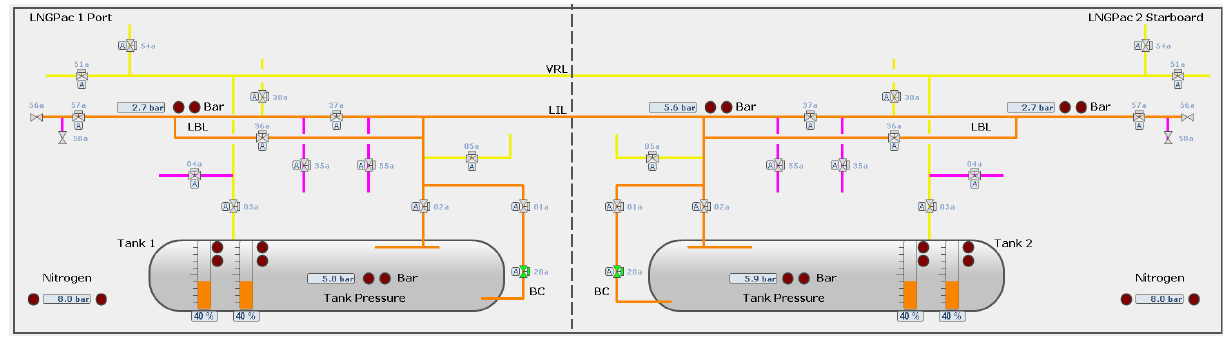 LNGPac 1 Port
LNGPac 2 Starboard
A 54a
A 54a
51a
A
VRL
51a
A
A 38a
A 38a
56a
57a
A
2.7 bar Bar
37a
A
LIL
5.6 bar Bar
37a
A
2.7 bar Bar
57a
A
56a
58a
LBL
36a
A
36a
A
LBL
58a
04a
A
A 35a
A 55a
05a
A
05a
A
A 55a
A 35a
04a
A
A 03a
A 02a
A 01a
A 01a
A 02a
A 03a
Tank 1
Tank 2
Nitrogen
8.0 bar
5.8 bar Bar
Tank Pressure
A 20a
BC
A 20a
BC
5.9 bar Bar
Tank Pressure
Nitrogen
8.0 bar
40 %
40 %
40 %
40 %